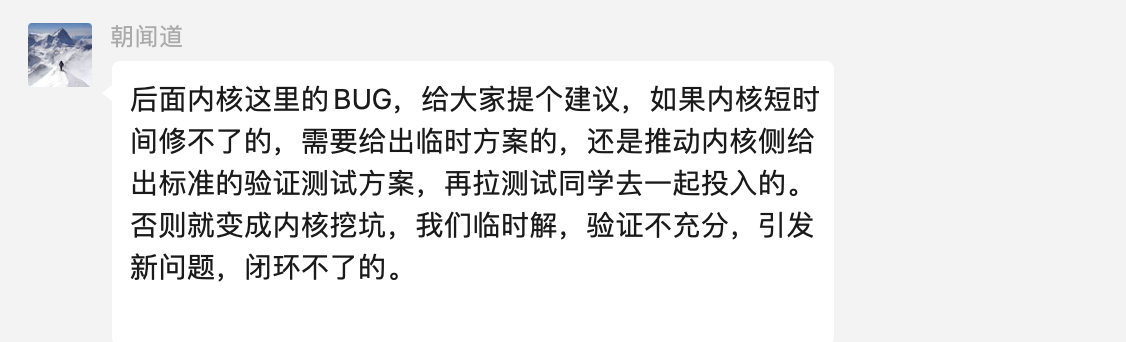 朝闻道
后面内核这里的BUG，给大家提个建议，如果内核短时
间修不了的，需要给出临时方案的，还是推动内核侧给
出标准的验证测试方案，再拉测试同学去一起投入的。
否则就变成内核挖坑，我们临时解，验证不充分，引发
新问题，闭环不了的。